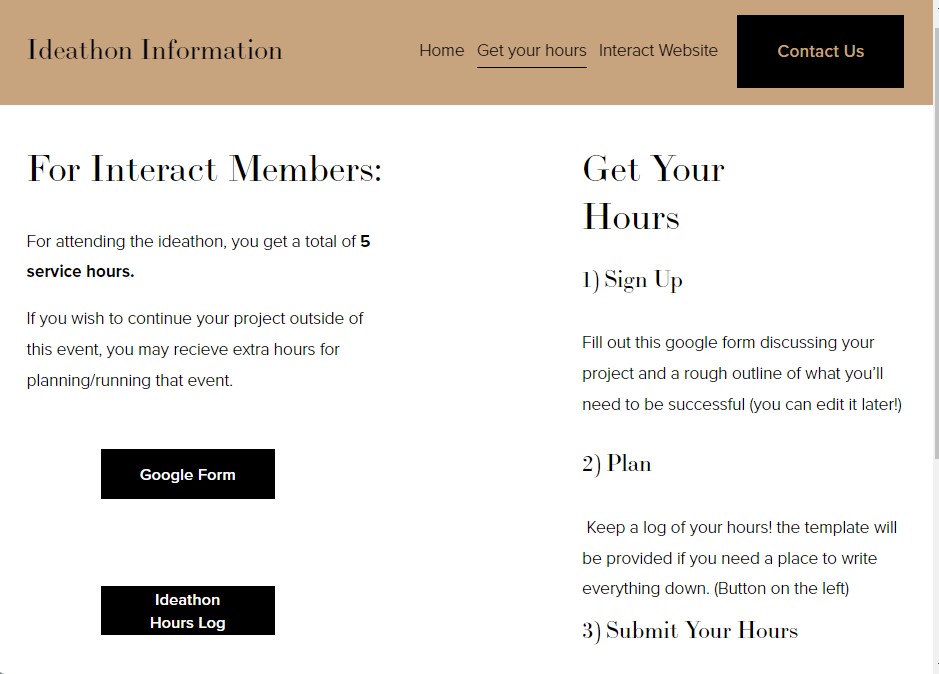 Ideathon Information
Home Get your hours Interact Website Contact Us
For Interact Members:
For attending the ideathon, you get a total of 5
service hours.
If you wish to continue your project outside of
this event, you may recieve extra hours for
planning/running that event.
Google Form
Ideathon
Hours Log
Get Your
Hours
1) Sign Up
Fill out this google form discussing your
project and a rough outline of what you'll
need to be successful (you can edit it later!)
2) Plan
Keep a log of your hours! the template will
be provided if you need a place to write
everything down. (Button on the left)
3) Submit Your Hours